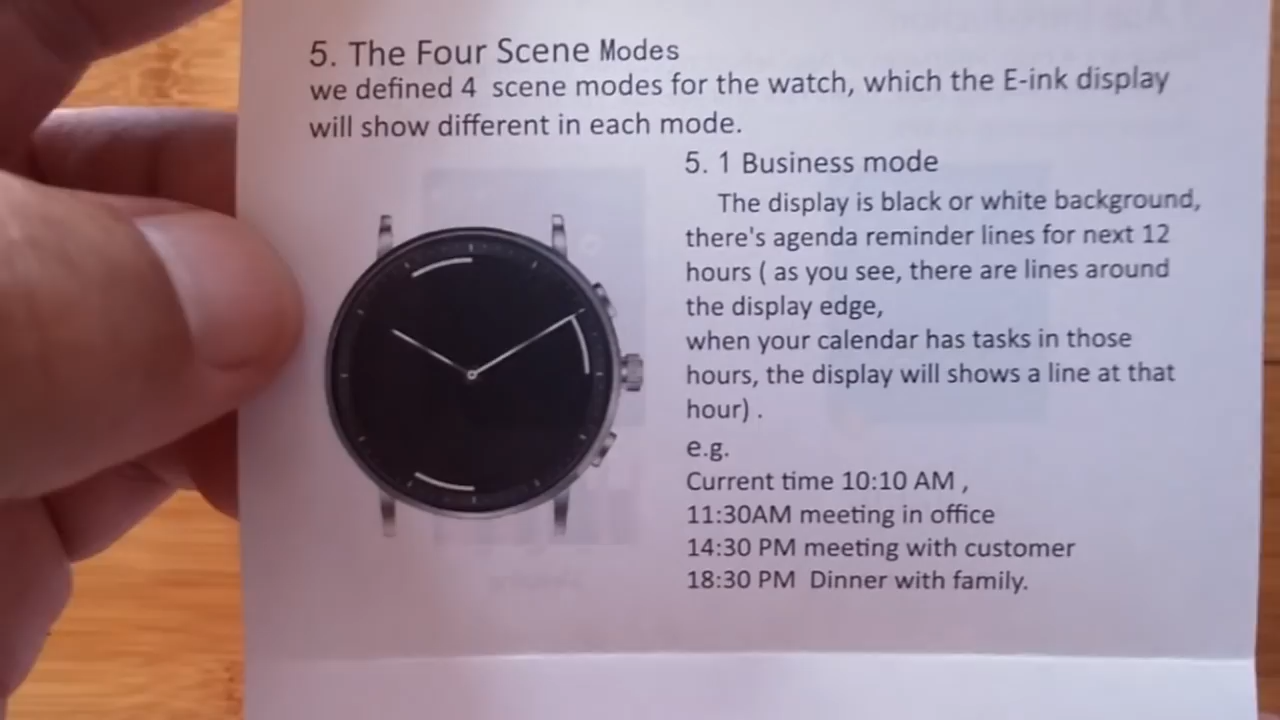 5. The Four Scene Modes
we defined 4 scene modes for the watch, which the E-ink display
will show different in each mode.
5. 1 Business mode
The display is black or white background,
there's agenda reminder lines for next 12
hours ( as you see, there are lines around
the display edge,
when your calendar has tasks in those
hours, the display will shows a line at that
hour) .
e.g.
Current time 10:10 AM ,
11:30AM meeting in office
14:30 PM meeting with customer
18:30 PM Dinner with family.